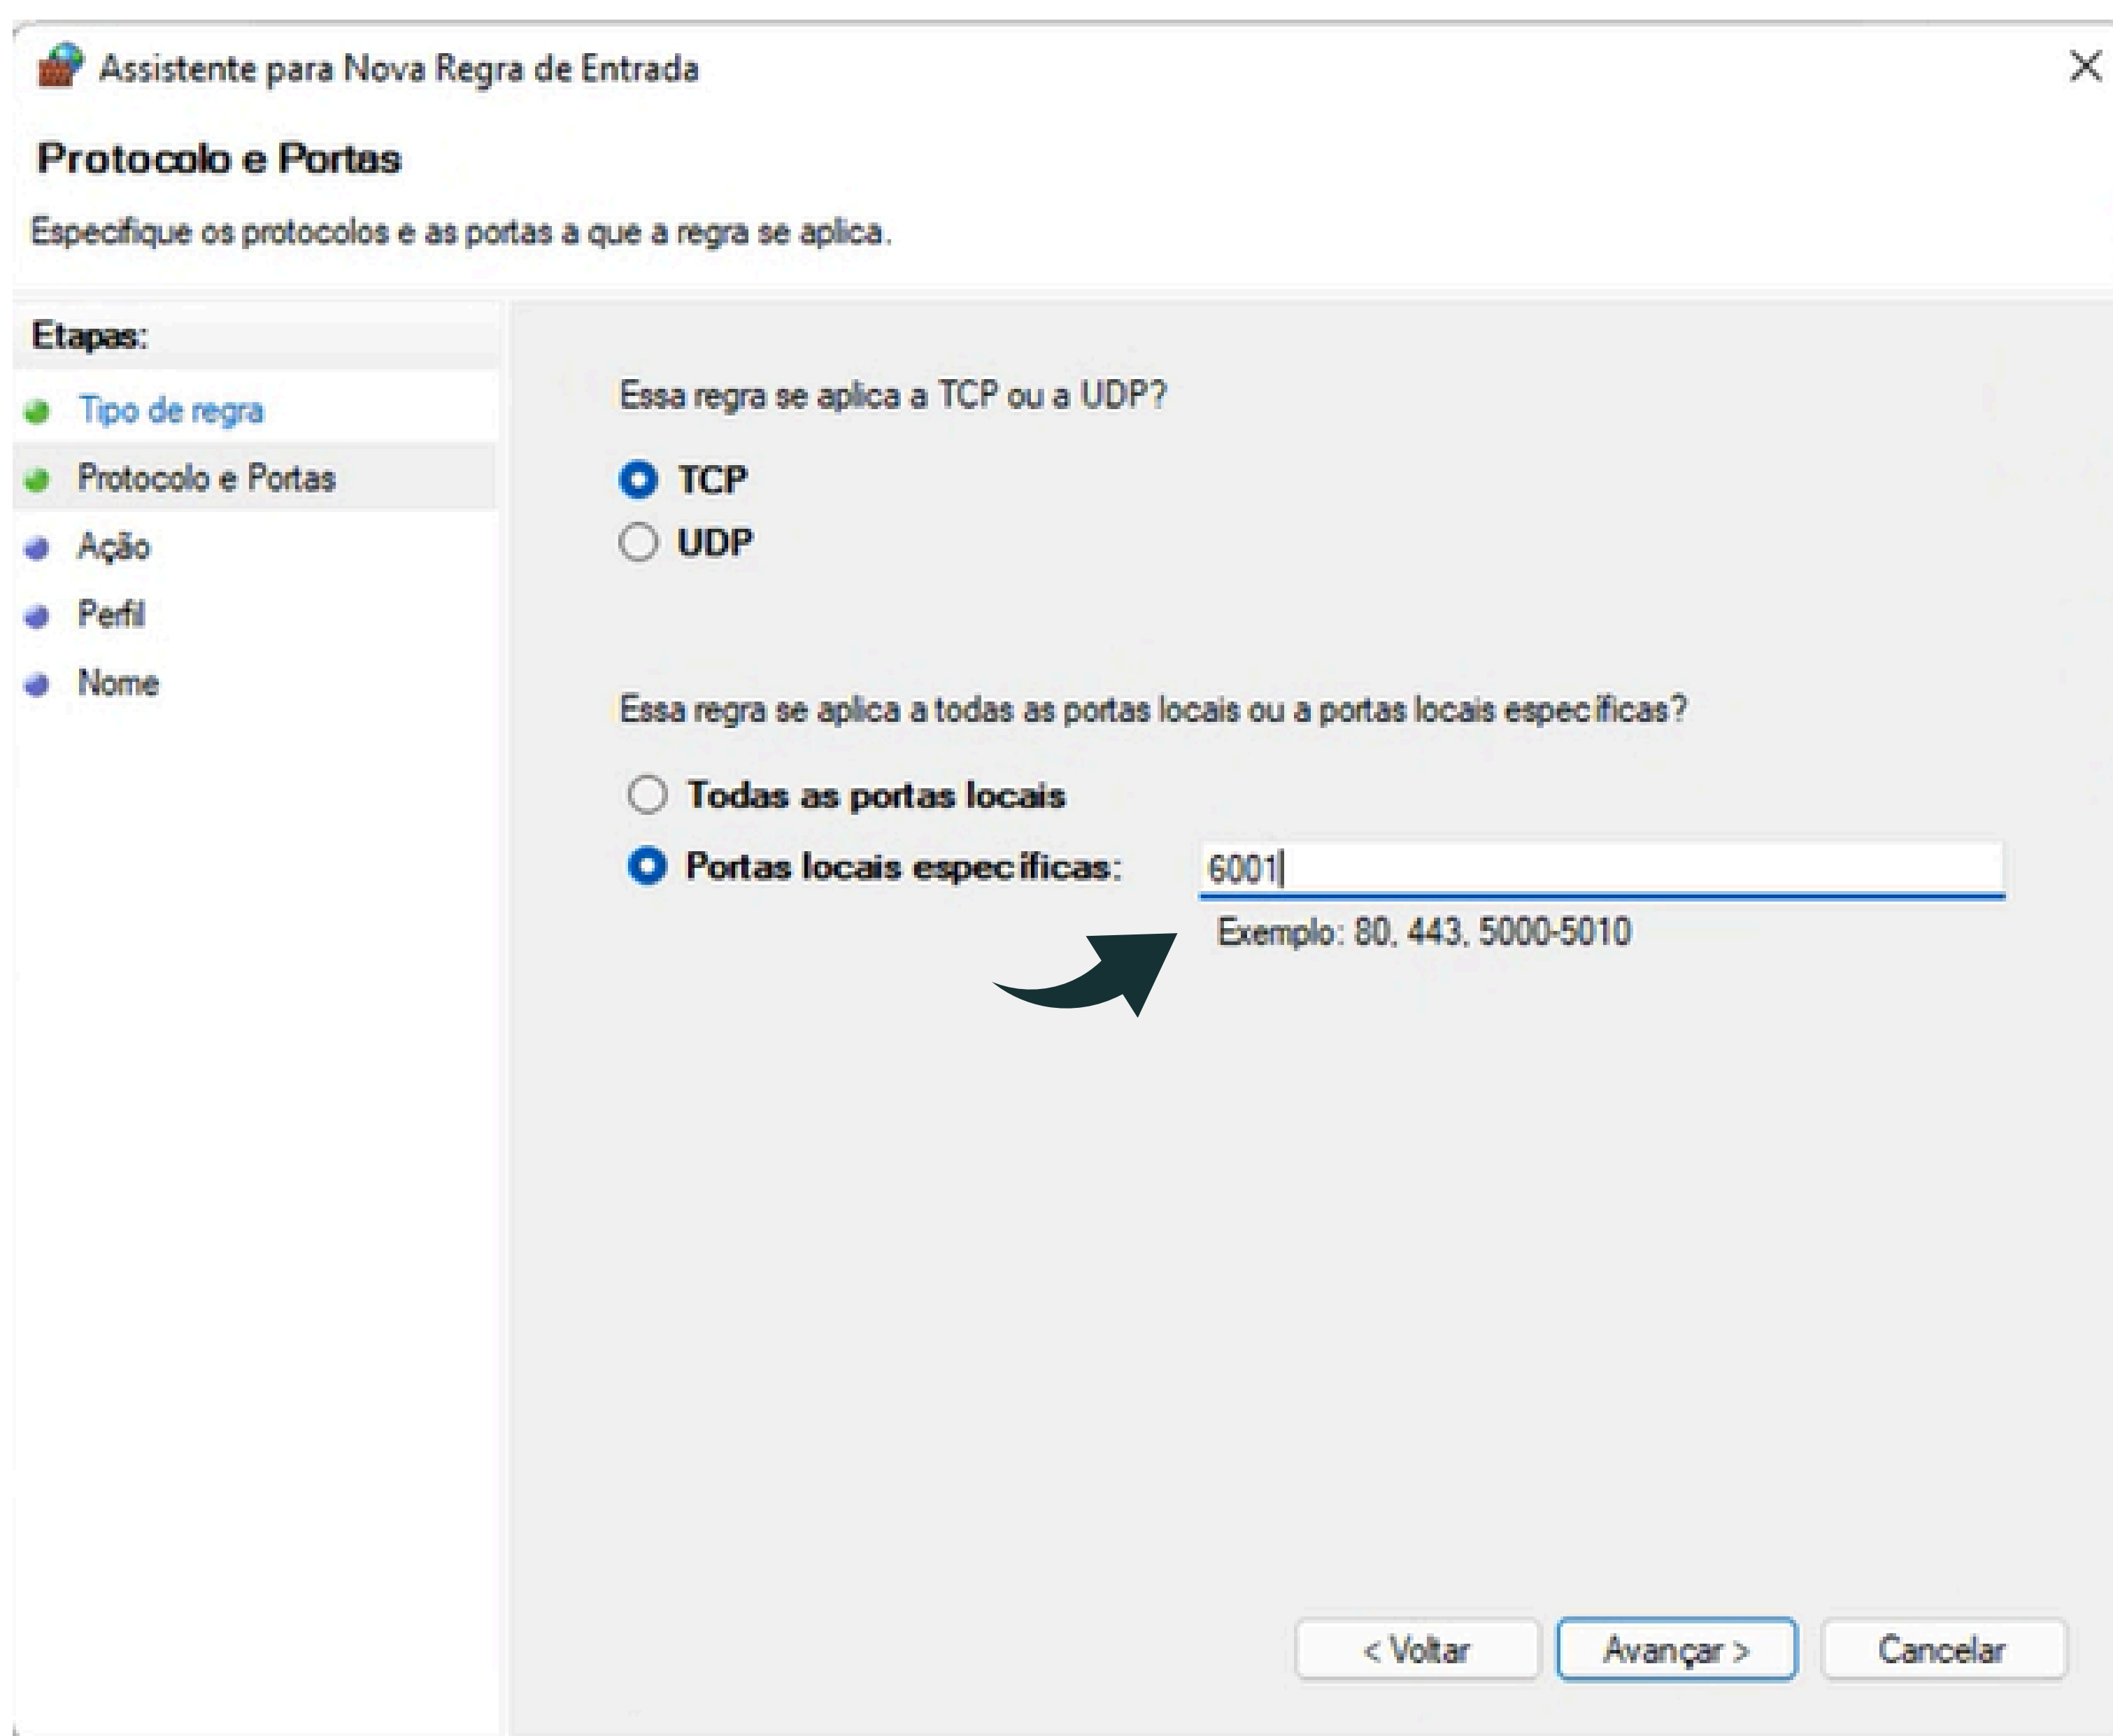 Assistente para Nova Regra de Entrada
Protocolo e Portas
Especifique os protocolos e as portas a que a regra se aplica.
Etapas:
Tipo de regra
Protocolo e Portas
Ação
Perfil
Nome
Essa regra se aplica a TCP ou a UDP?
TCP
UDP
Essa regra se aplica a todas as portas locais ou a portas locais específicas?
Todas as portas locais
Portas locais específicas: 6001
Exemplo: 80, 443, 5000-5010
< Voltar Avançar > Cancelar